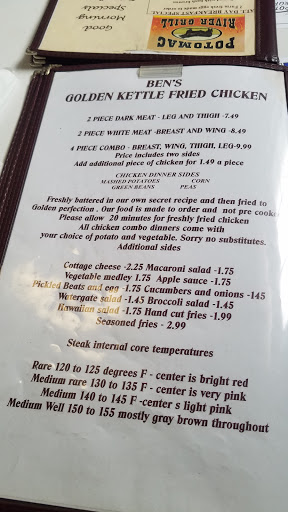 Good
Morning
Specials
POTOMAC
RIVER GRILL
BEN'S
GOLDEN KETTLE FRIED CHICKEN
2 PIECE DARK MEAT - LEG AND THIGH -7.49
2 PIECE WHITE MEAT -BREAST AND WING -8.49
4 PIECE COMBO - BREAST, WING, THIGH, LEG-9.99
Price includes two sides
Add additional piece of chicken for 1.49 a piece
CHICKEN DINNER SIDES
MASHED POTATOES CORN
GREEN BEANS PEAS
Freshly battered in our own secret recipe and then fried to
Golden perfection . Our food is made to order and not pre cooked
Please allow 20 minutes for freshly fried chicken
All chicken combo dinners come with
your choice of potato and vegetable. Sorry no substitutes.
Additional sides
Cottage cheese -2.25 Macaroni salad -1.75
Vegetable medley 1.75 Apple sauce -1.75
Pickled Beats and egg -1.75 Cucumbers and onions -145
Watergate salad -1.45 Broccoli salad -1.45
Hawaiian salad -1.75 Hand cut fries -1.99
Seasoned fries - 2.99
Steak internal core temperatures
Rare 120 to 125 degrees F - center is bright red
Medium rare 130 to 135 F - center is very pink
Medium 140 to 145 F -center s light pink
Medium Well 150 to 155 mostly gray brown throughout